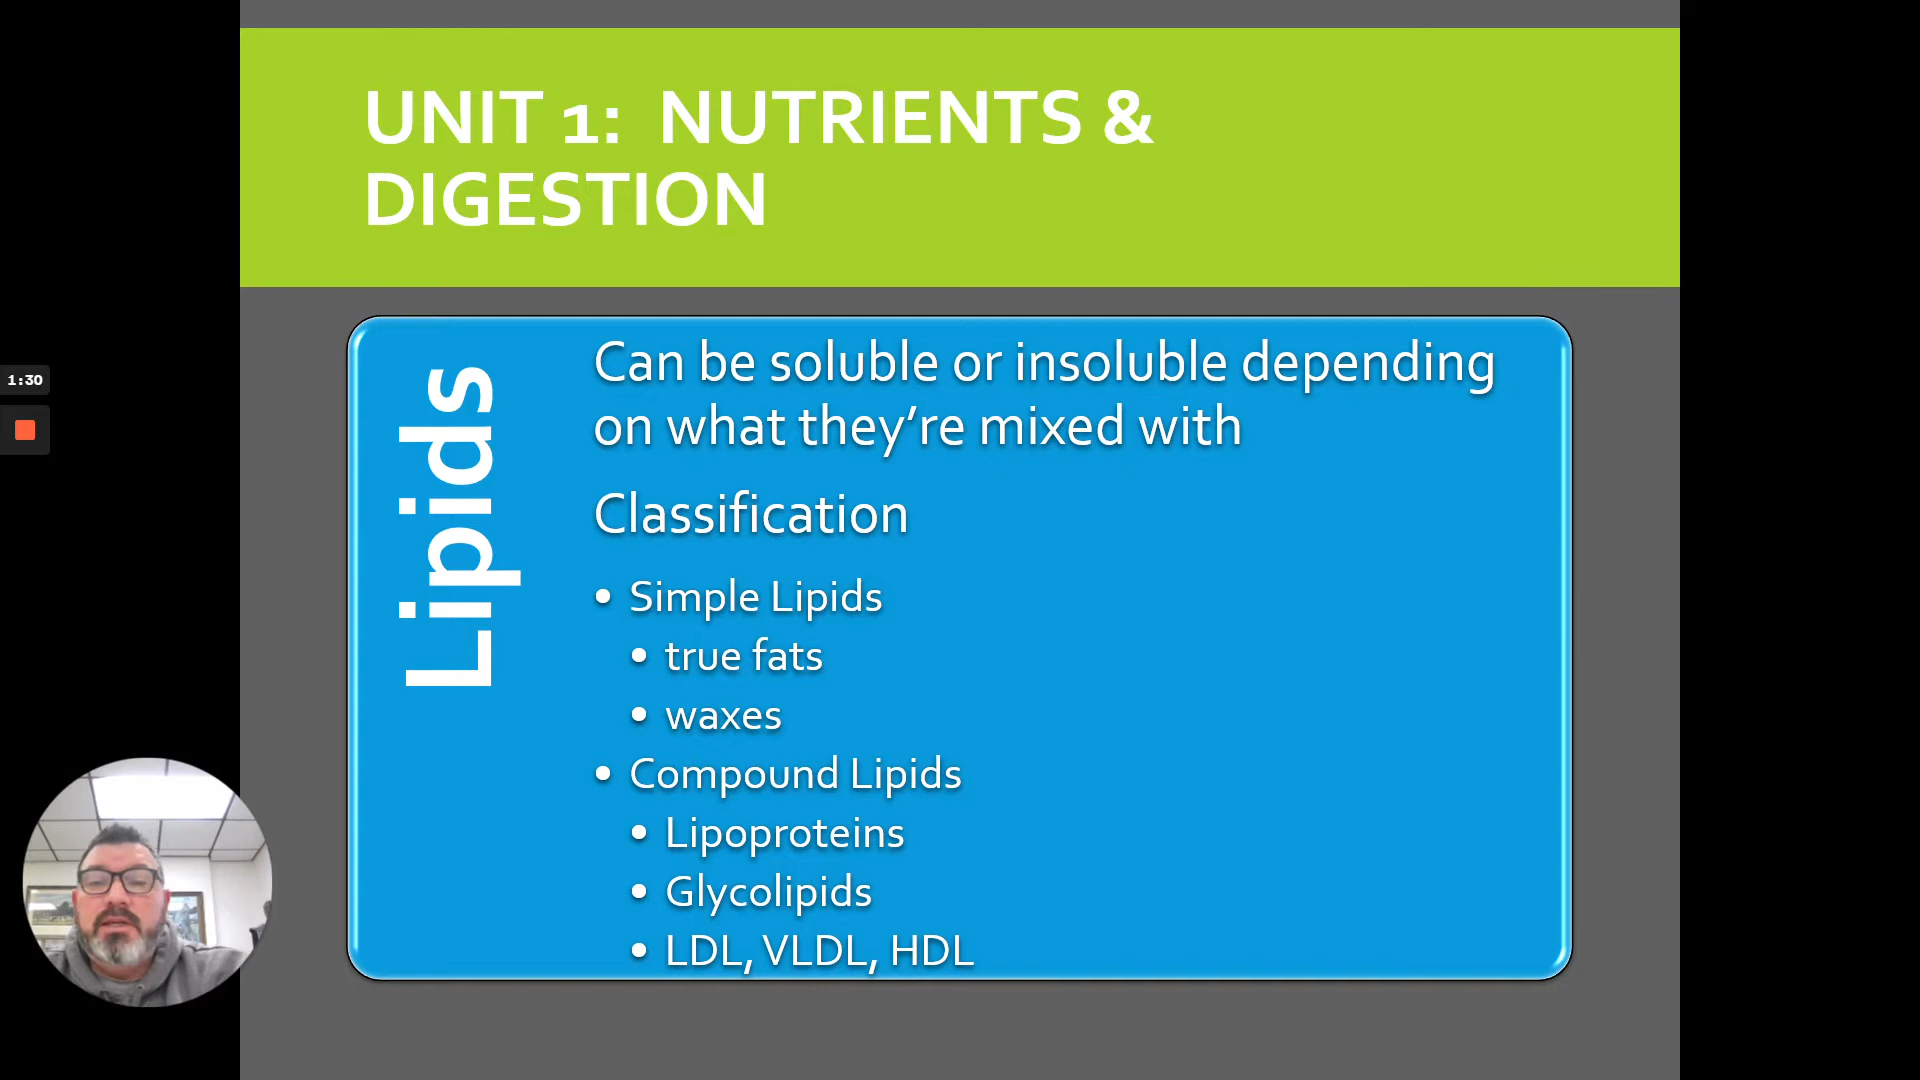 UNIT 1: NUTRIENTS &
DIGESTION
1:30
Lipids
Can be soluble or insoluble depending
on what they're mixed with
Classification
• Simple Lipids
• true fats
• waxes
• Compound Lipids
• Lipoproteins
• Glycolipids
• LDL, VLDL, HDL